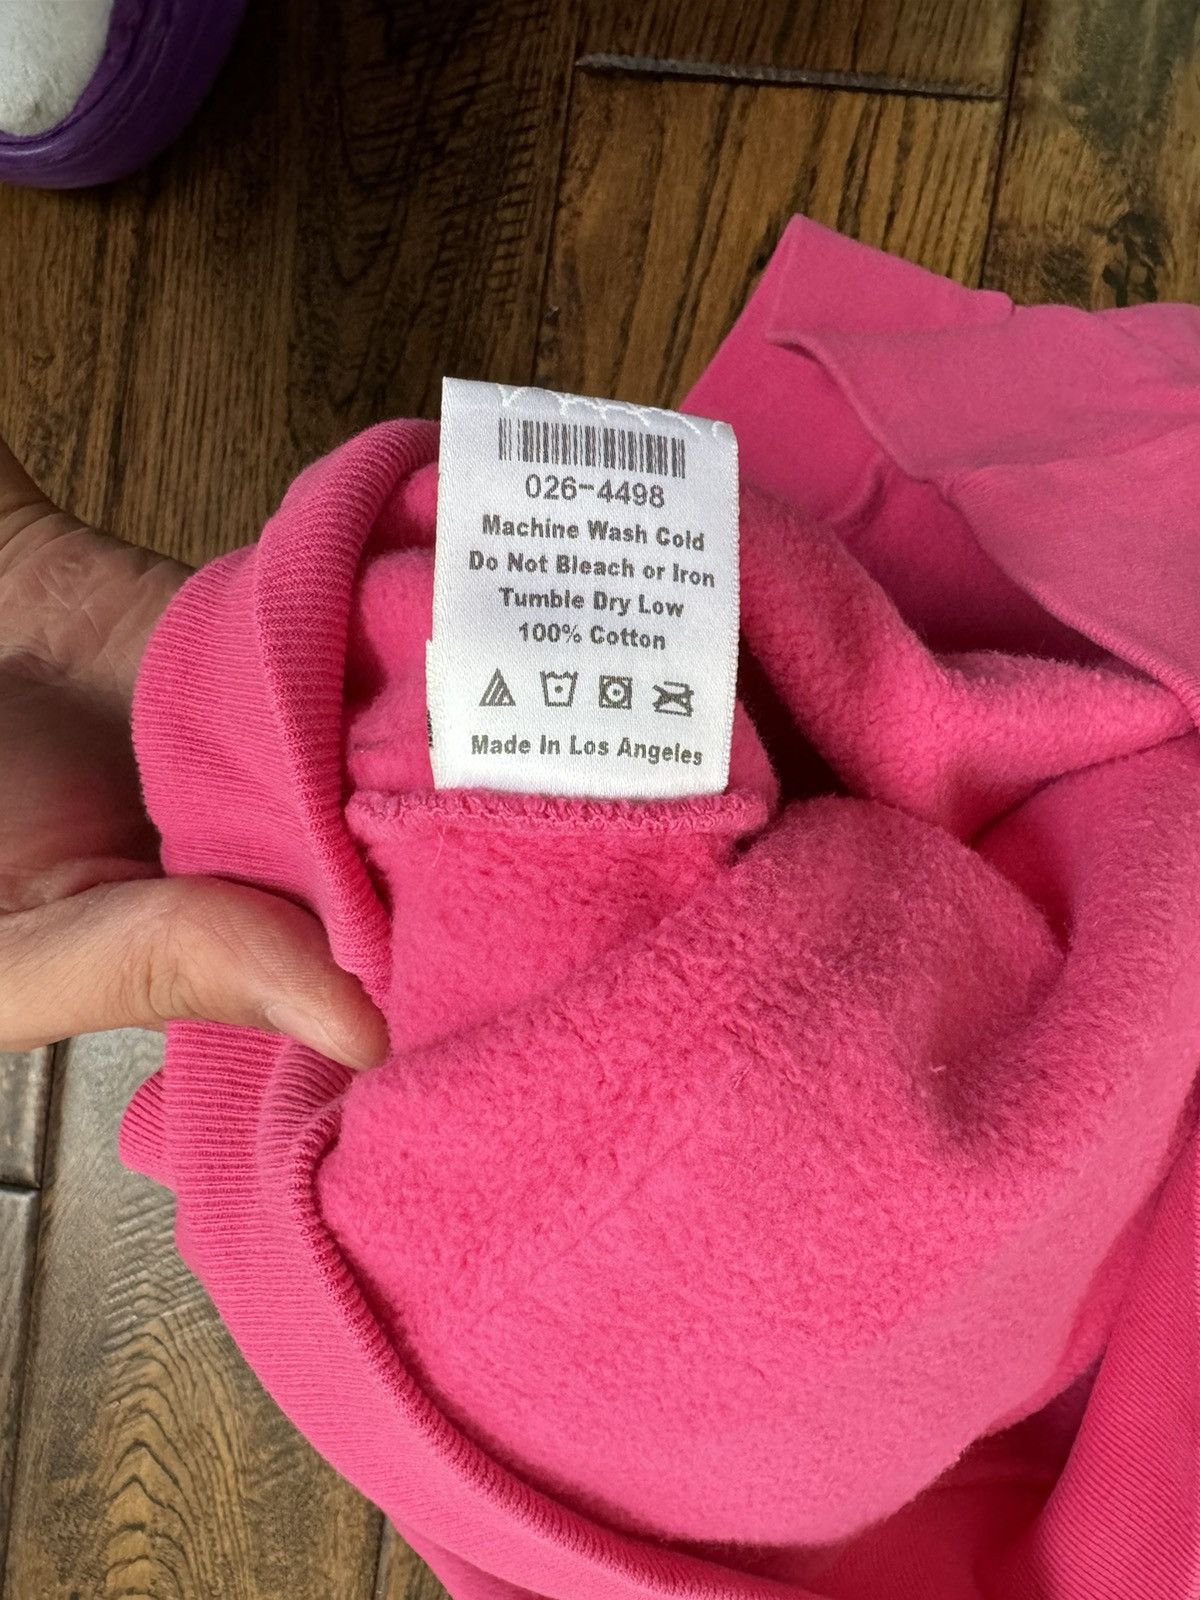 026-4498
Machine Wash Cold
Do Not Bleach or Iron
Tumble Dry Low
100% Cotton
Made In Los Angeles